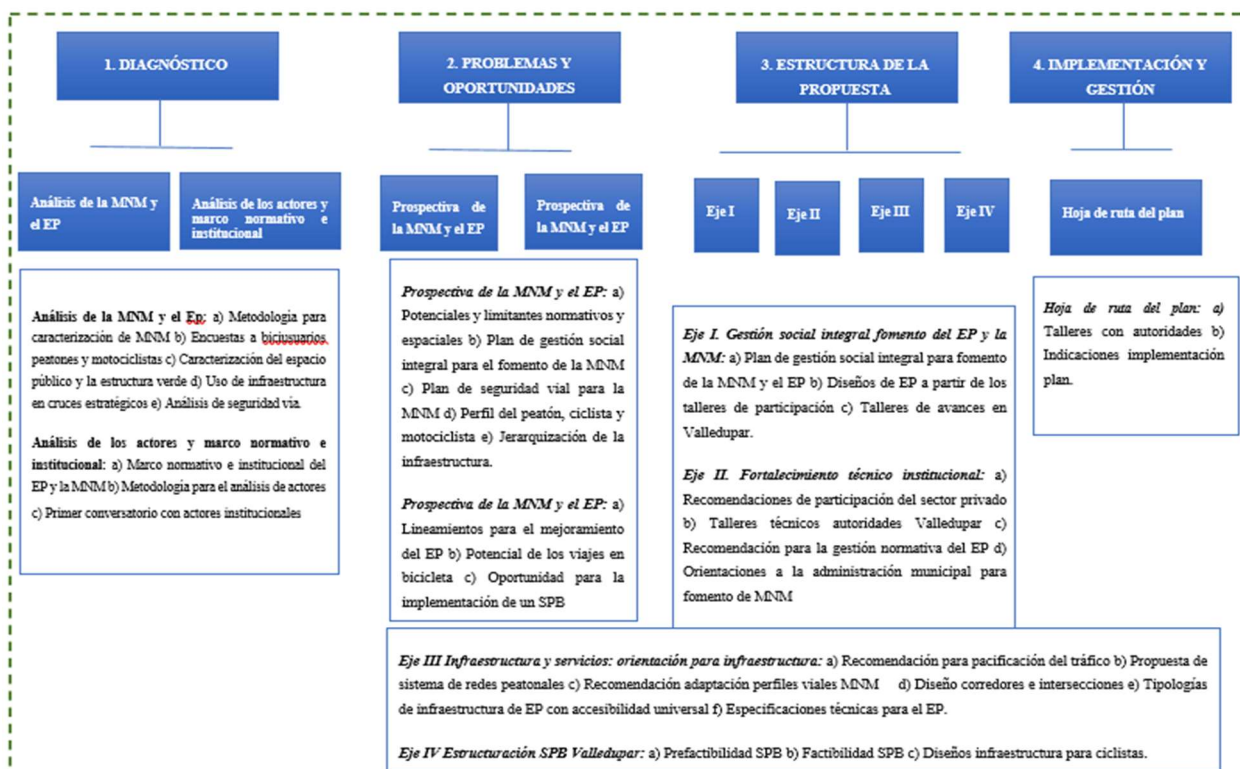 1. DIAGNÓSTICO
2. PROBLEMAS Y
OPORTUNIDADES
3. ESTRUCTURA DE LA
PROPUESTA
4. IMPLEMENTACIÓN Y
GESTIÓN
Análisis de la MNM y
el EP
Análisis de los actores y
marco normativo e
institucional
Prospectiva de
la MNM y el EP
Prospectiva de
la MNM y el EP
Eje I
Eje II
Eje III
Eje IV
Hoja de ruta del plan
Análisis de la MNM y el Ep: a) Metodología para
caracterización de MNM b) Encuestas a biciusuarios
peatones y motociclistas c) Caracterización del espacio
público y la estructura verde d) Uso de infraestructura
en cruces estratégicos e) Análisis de seguridad via.
Análisis de los actores y marco normativo e
institucional: a) Marco normativo e institucional del
EP y la MNM b) Metodología para el análisis de actores
c) Primer conversatorio con actores institucionales
Prospectiva de la MNM y el EP: a)
Potenciales y limitantes normativos y
espaciales b) Plan de gestión social
integral para el fomento de la MNM
c) Plan de seguridad vial para la
MNM d) Perfil del peatón, ciclista y
motociclista e) Jerarquización de la
infraestructura.
Prospectiva de la MNM y el EP: a)
Lineamientos para el mejoramiento
del EP b) Potencial de los viajes en
bicicleta c) Oportunidad para la
implementación de un SPB
Eje I. Gestión social integral fomento del EP y la
MNM: a) Plan de gestión social integral para fomento
de la MNM y el EP b) Diseños de EP a partir de los
talleres de participación c) Talleres de avances en
Valledupar.
Eje II. Fortalecimiento técnico institucional: a)
Recomendaciones de participación del sector privado
b) Talleres técnicos autoridades Valledupar c)
Recomendación para la gestión normativa del EP d)
Orientaciones a la administración municipal para
fomento de MNM
Hoja de ruta del plan: a)
Talleres con autoridades b)
Indicaciones implementación
plan.
Eje III Infraestructura y servicios: orientación para infraestructura: a) Recomendación para pacificación del tráfico b) Propuesta de
sistema de redes peatonales c) Recomendación adaptación perfiles viales MNM d) Diseño corredores e intersecciones e) Tipologías
de infraestructura de EP con accesibilidad universal f) Especificaciones técnicas para el EP.
Eje IV Estructuración SPB Valledupar: a) Prefactibilidad SPB b) Factibilidad SPB c) Diseños infraestructura para ciclistas.